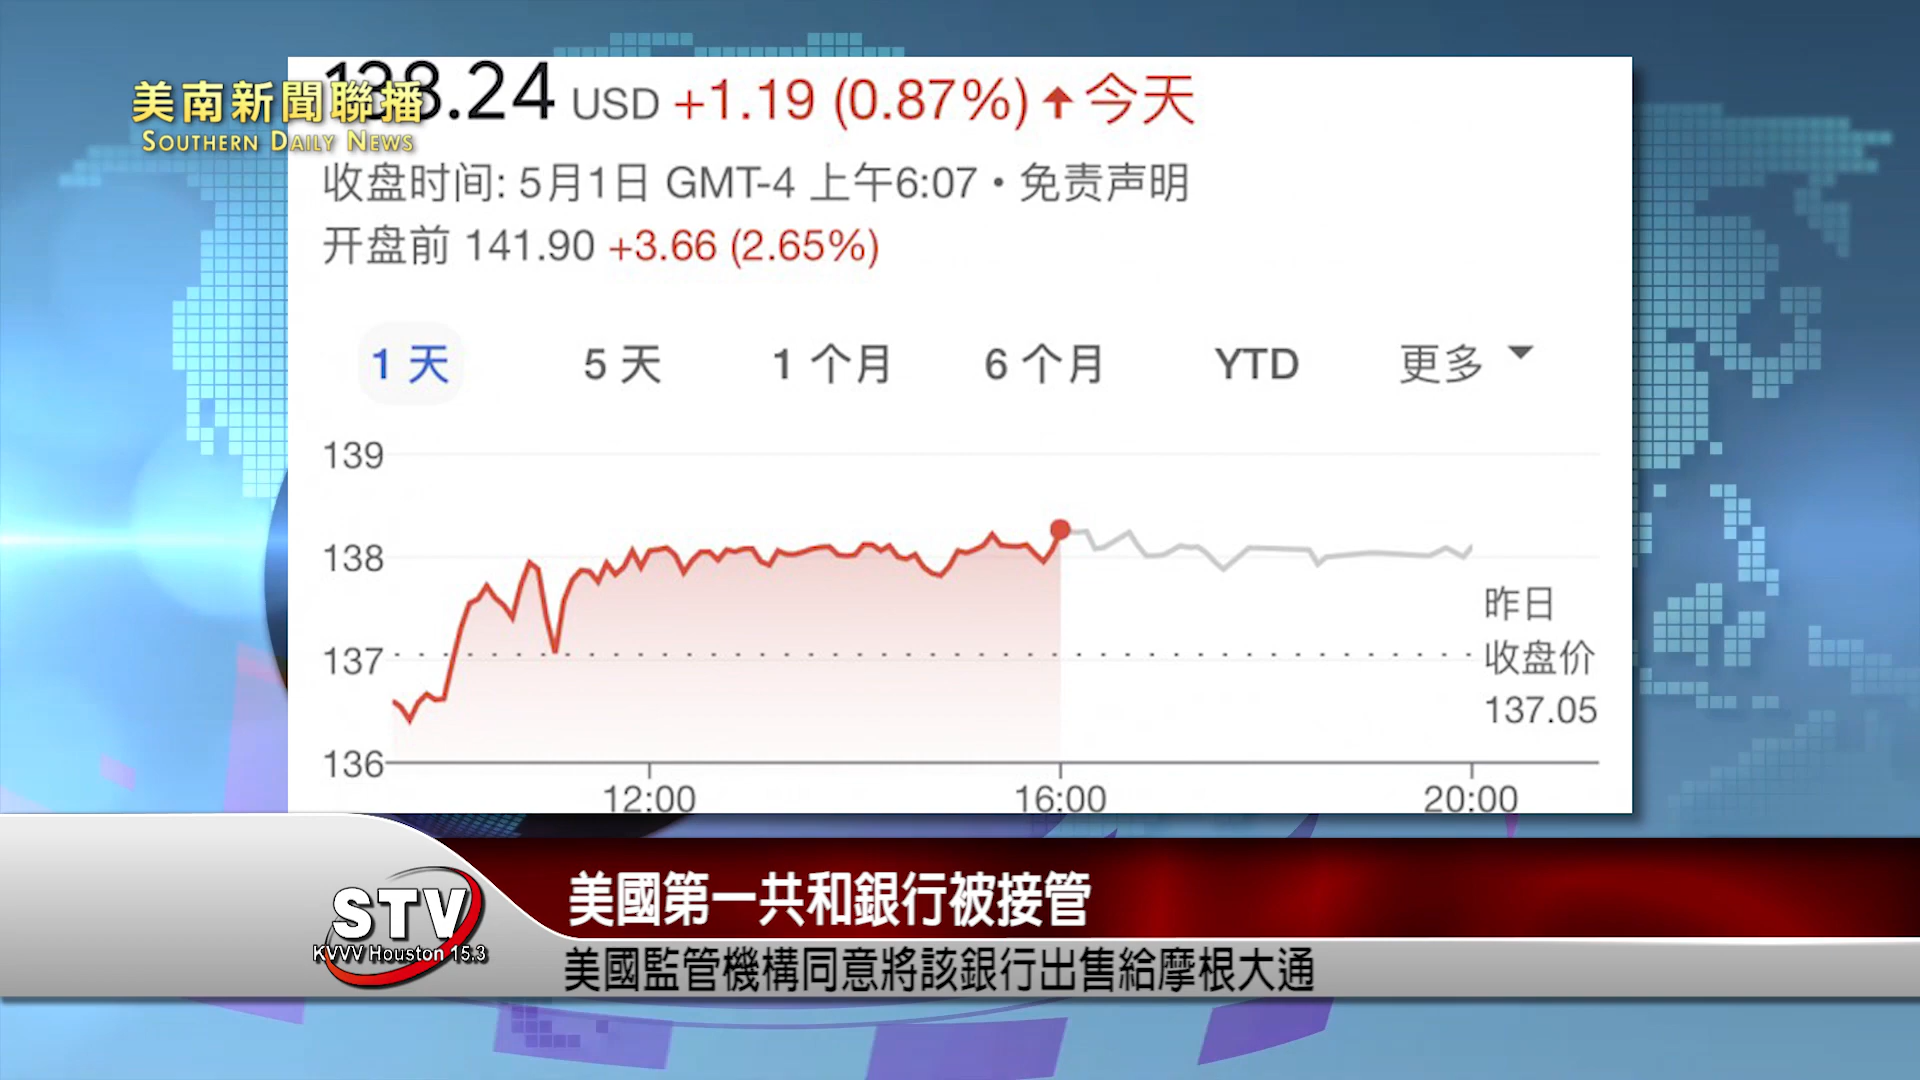 美南新聞聯播
SOUTHERN DAILY NEWS
138.24 USD +1.19 (0.87%) ↑ 今天
收盘时间: 5月1日 GMT-4 上午6:07 • 免责声明
开盘前 141.90 +3.66 (2.65%)
1 天 5 天 1 个月 6 个月 YTD 更多
139
138
137
136
昨日
收盘价
137.05
12:00 16:00 20:00
STV
KVVV Houston 15.3
美國第一共和銀行被接管
美國監管機構同意將該銀行出售給摩根大通